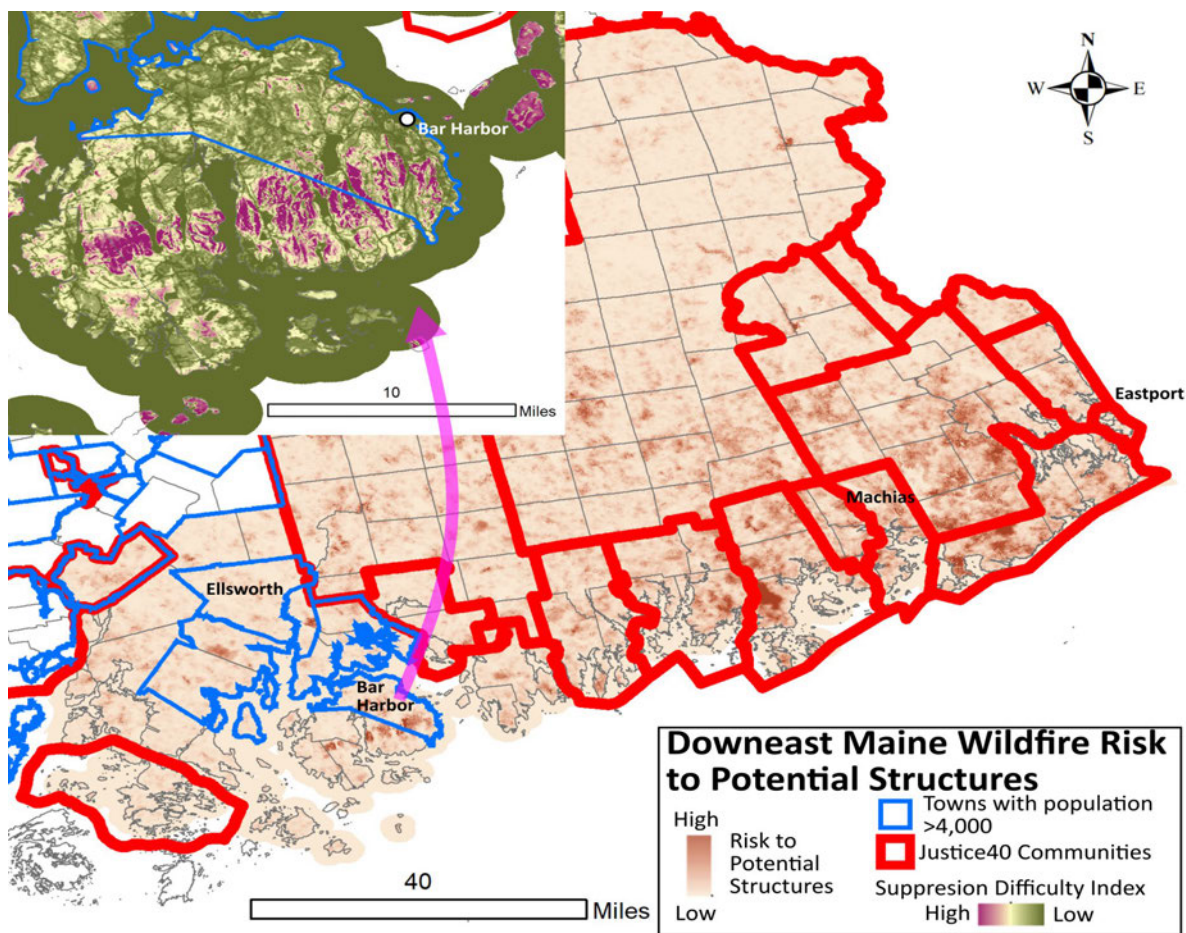 N
W E
S
Bar Harbor
10
Miles
Eastport
Machias
Ellsworth
Bar
Harbor
40
Miles
Downeast Maine Wildfire Risk
to Potential Structures
High
Risk to
Potential
Structures
Low
Towns with population
>4,000
Justice40 Communities
Suppresion Difficulty Index
High Low